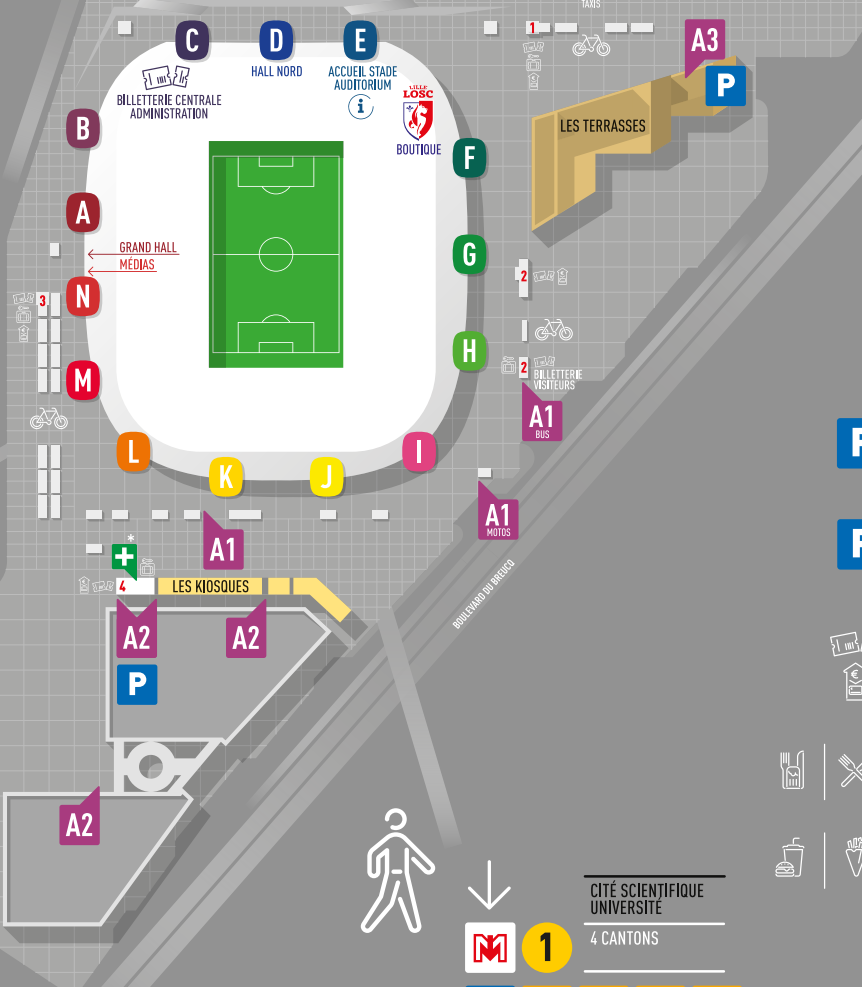 TAXIS
1
A3
P
C
D
E
HALL NORD
ACCUEIL STADE
AUDITORIUM
i
BILLETTERIE CENTRALE
ADMINISTRATION
LILLE
LOSC
BOUTIQUE
LES TERRASSES
B
F
A
G
GRAND HALL
MÉDIAS
N
3
2
H
2
BILLETTERIE
VISITEURS
M
A1
BUS
L
I
K
J
P
A1
MOTOS
A1
P
*
4
LES KIOSQUES
BOULEVARD DU BREUCQ
A2
A2
P
€
A2
CITÉ SCIENTIFIQUE
UNIVERSITÉ
M
1
4 CANTONS